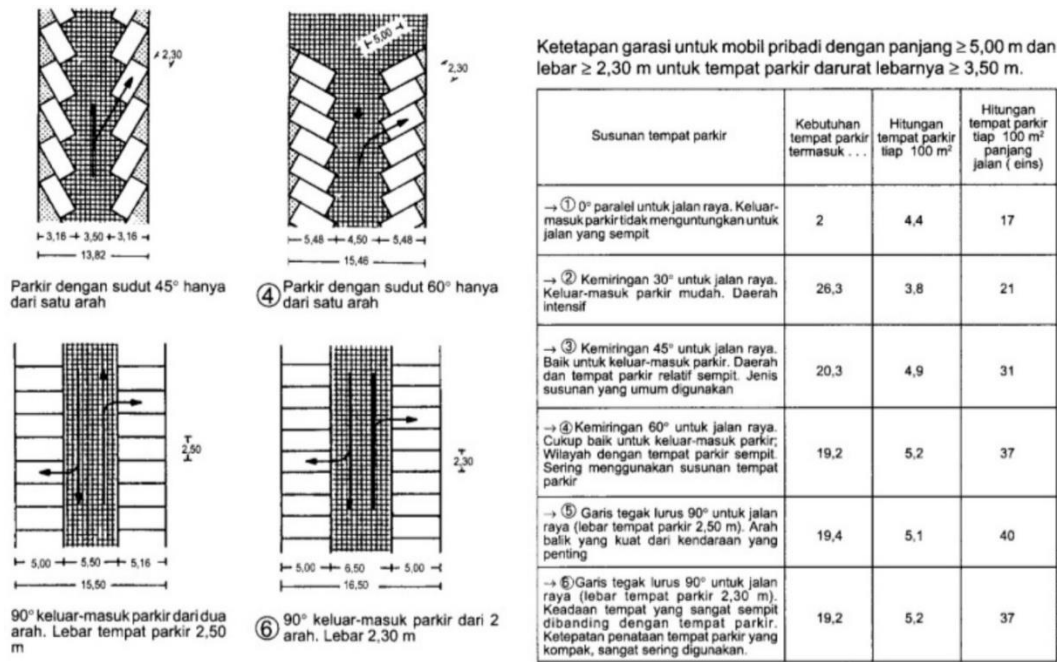 2,30
3,16 3,50 3,16
13,82
Parkir dengan sudut 45° hanya
dari satu arah
5,00
2,30
5,48 4,50 5,48
15,46
④ Parkir dengan sudut 60° hanya
dari satu arah
2,50
5,00 5,50 5,16
15,50
90° keluar-masuk parkir dari dua
arah. Lebar tempat parkir 2,50
m
2,30
5,00 6,50 5,00
16,50
⑥ 90° keluar-masuk parkir dari 2
arah. Lebar 2,30 m
Ketetapan garasi untuk mobil pribadi dengan panjang ≥ 5,00 m dan
lebar ≥ 2,30 m untuk tempat parkir darurat lebarnya ≥ 3,50 m.
Susunan tempat parkir
Kebutuhan
tempat parkir
termasuk . . .
Hitungan
tempat parkir
tiap 100 m²
Hitungan
tempat parkir
tiap 100 m²
panjang
jalan ( eins)
→ ① 0° paralel untuk jalan raya. Keluar-
masuk parkir tidak menguntungkan untuk
jalan yang sempit
2
4,4
17
→ ② Kemiringan 30° untuk jalan raya.
Keluar-masuk parkir mudah. Daerah
intensif
26,3
3,8
21
→ ③ Kemiringan 45° untuk jalan raya.
Baik untuk keluar-masuk parkir. Daerah
dan tempat parkir relatif sempit. Jenis
susunan yang umum digunakan
20,3
4,9
31
→ ④ Kemiringan 60° untuk jalan raya.
Cukup baik untuk keluar-masuk parkir;
Wilayah dengan tempat parkir sempit.
Sering menggunakan susunan tempat
parkir
19,2
5,2
37
→ ⑤ Garis tegak lurus 90° untuk jalan
raya (lebar tempat parkir 2,50 m). Arah
balik yang kuat dari kendaraan yang
penting
19,4
5,1
40
→ ⑥Garis tegak lurus 90° untuk jalan
raya (lebar tempat parkir 2,30 m).
Keadaan tempat yang sangat sempit
dibanding dengan tempat parkir.
Ketepatan penataan tempat parkir yang
kompak, sangat sering digunakan.
19,2
5,2
37